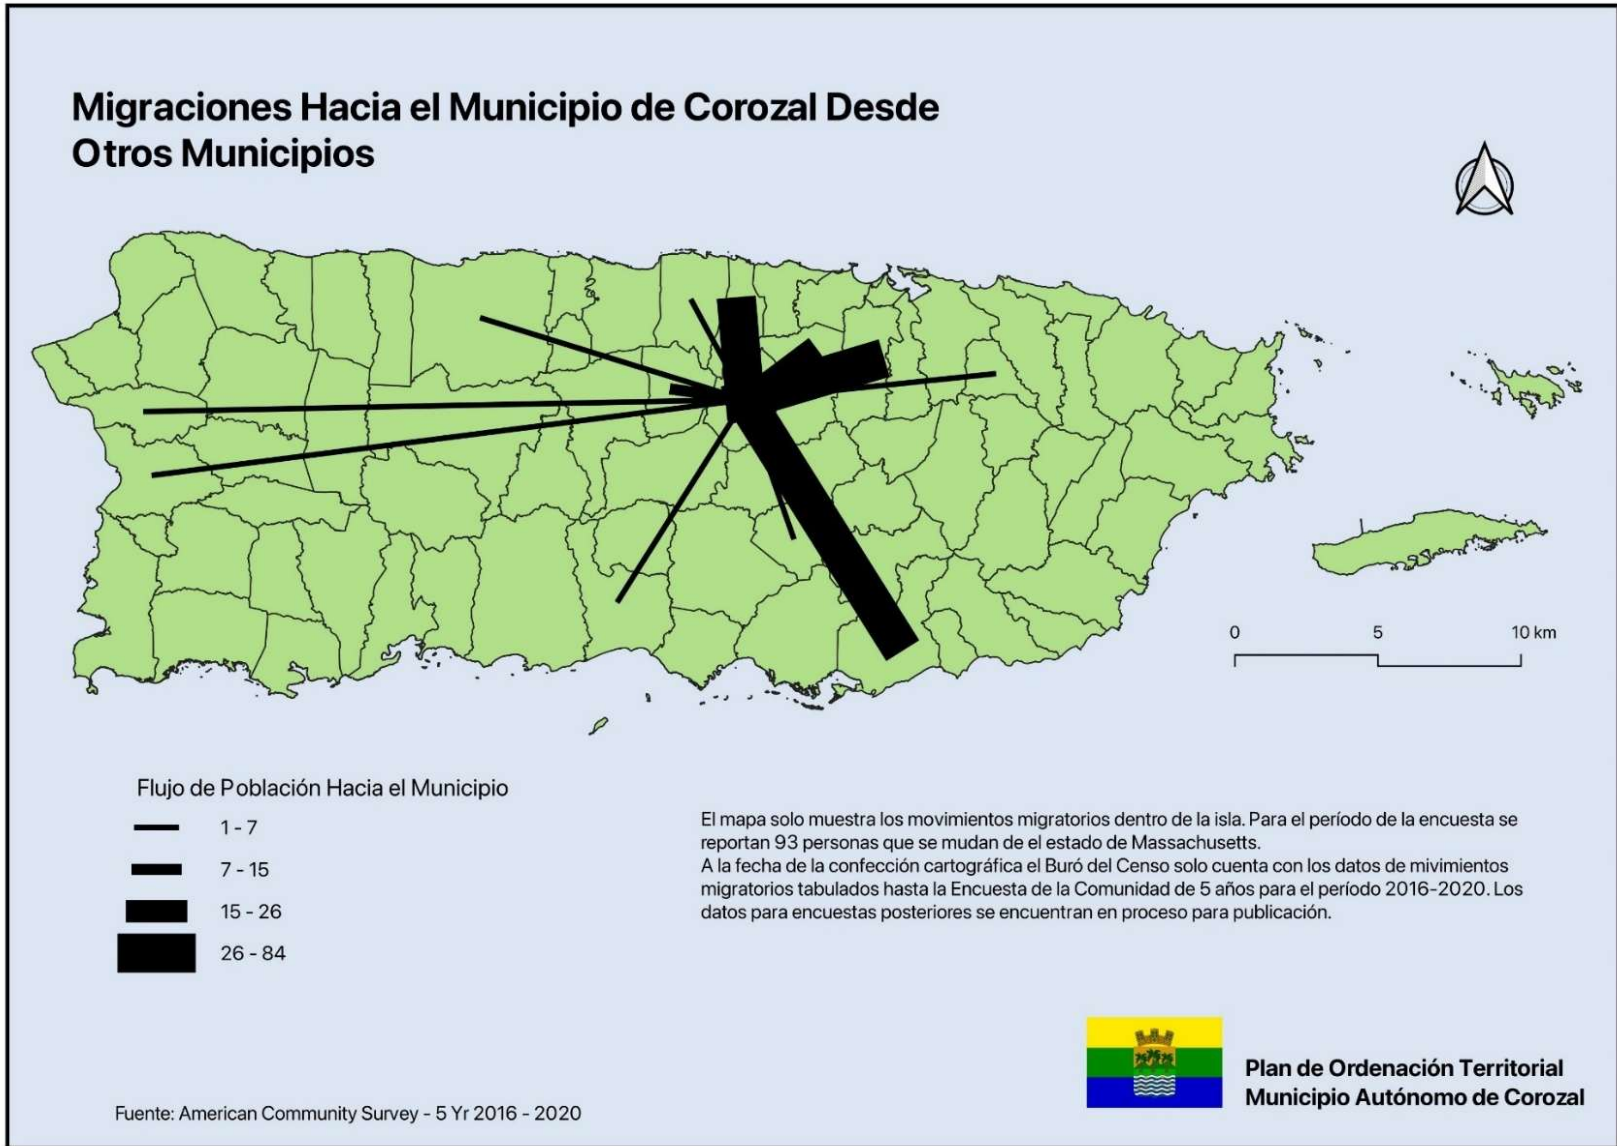 Migraciones Hacia el Municipio de Corozal Desde
Otros Municipios
0 5 10 km
Flujo de Población Hacia el Municipio
1 - 7
7 - 15
15 - 26
26 - 84
El mapa solo muestra los movimientos migratorios dentro de la isla. Para el período de la encuesta se
reportan 93 personas que se mudan de el estado de Massachusetts.
A la fecha de la confección cartográfica el Buró del Censo solo cuenta con los datos de mivimientos
migratorios tabulados hasta la Encuesta de la Comunidad de 5 años para el período 2016-2020. Los
datos para encuestas posteriores se encuentran en proceso para publicación.
Plan de Ordenación Territorial
Municipio Autónomo de Corozal
Fuente: American Community Survey - 5 Yr 2016 - 2020